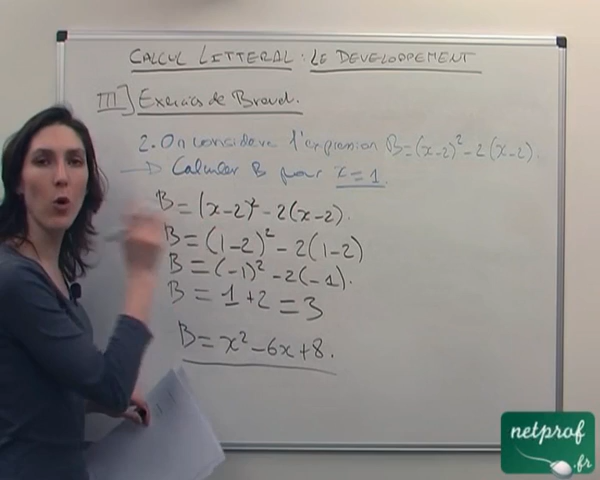 CALCUL LITTERAL : LE DEVELOPPEMENT
III] Exercices de Brevet.
2. On considère l'expression B=(x-2)²-2(x-2).
→ Calculer B pour x=1.
B=(x-2)²-2(x-2).
B=(1-2)²-2(1-2)
B=(-1)²-2(-1).
B= 1+2=3
B=x²-6x+8.
netprof
.fr